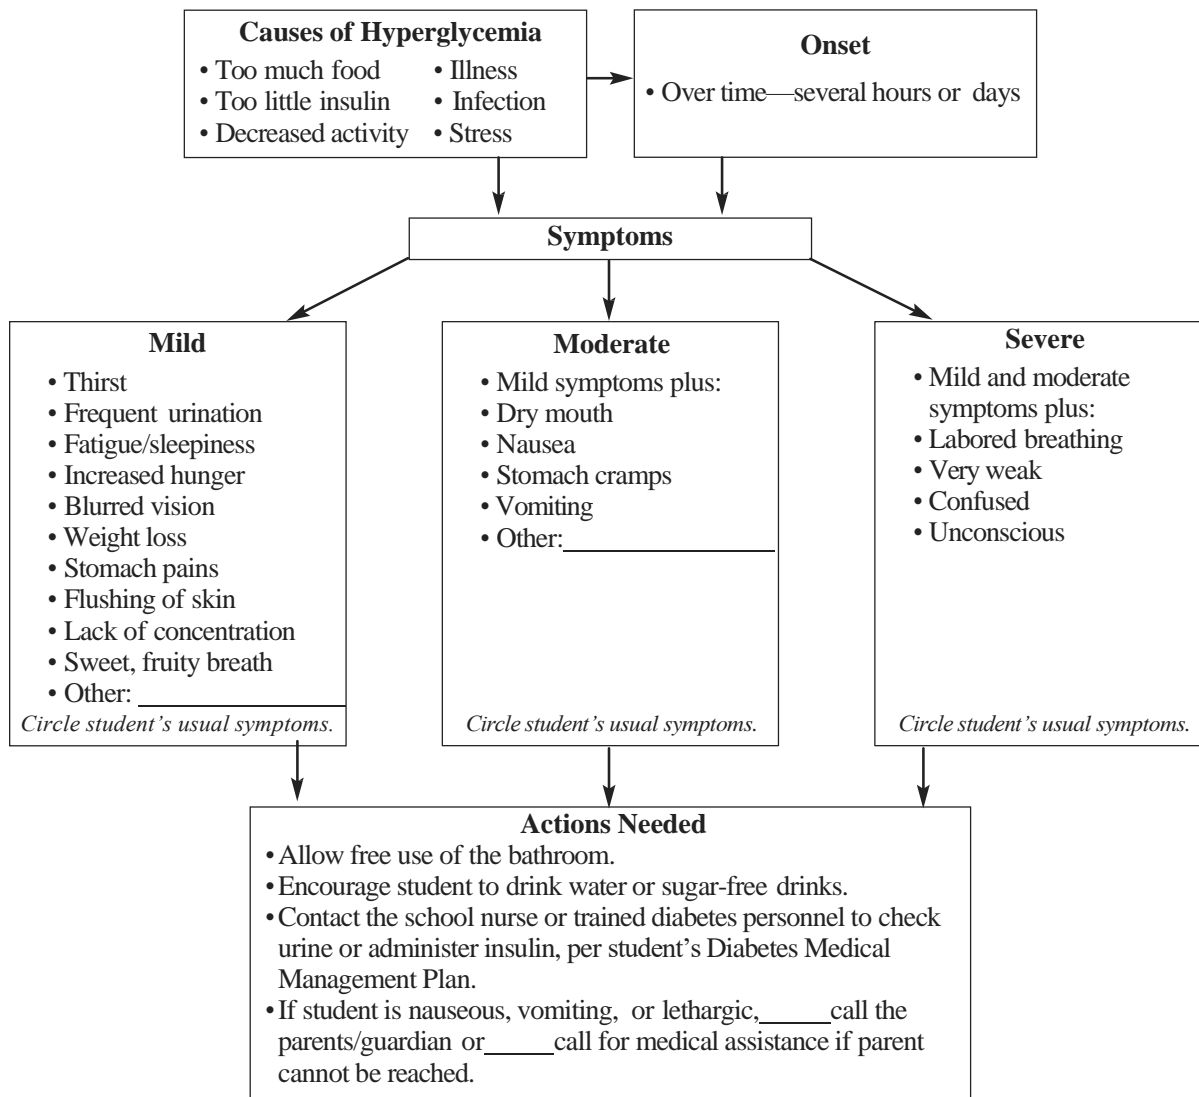 Causes of Hyperglycemia
• Too much food
• Too little insulin
• Decreased activity
• Illness
• Infection
• Stress
Onset
• Over time—several hours or days
Symptoms
Mild
• Thirst
• Frequent urination
• Fatigue/sleepiness
• Increased hunger
• Blurred vision
• Weight loss
• Stomach pains
• Flushing of skin
• Lack of concentration
• Sweet, fruity breath
• Other: ____________________
Circle student's usual symptoms.
Moderate
• Mild symptoms plus:
• Dry mouth
• Nausea
• Stomach cramps
• Vomiting
• Other:____________________
Circle student's usual symptoms.
Severe
• Mild and moderate
symptoms plus:
• Labored breathing
• Very weak
• Confused
• Unconscious
Circle student's usual symptoms.
Actions Needed
• Allow free use of the bathroom.
• Encourage student to drink water or sugar-free drinks.
• Contact the school nurse or trained diabetes personnel to check
urine or administer insulin, per student's Diabetes Medical
Management Plan.
• If student is nauseous, vomiting, or lethargic,_____call the
parents/guardian or_____call for medical assistance if parent
cannot be reached.